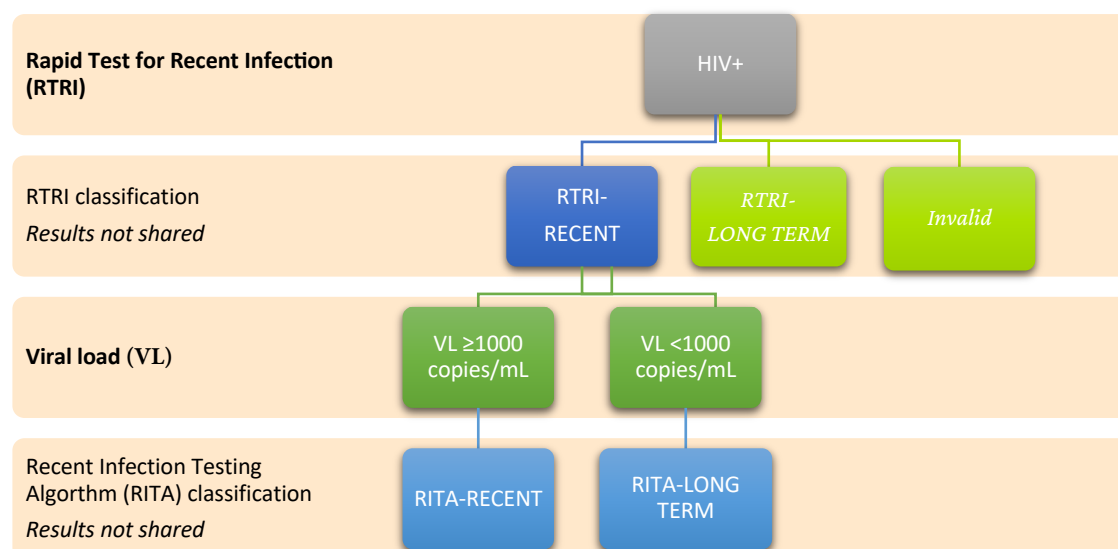 Rapid Test for Recent Infection
(RTRI)
HIV+
RTRI classification
Results not shared
RTRI-
RECENT
RTRI-
LONG TERM
Invalid
Viral load (VL)
VL ≥1000
copies/mL
VL <1000
copies/mL
Recent Infection Testing
Algorthm (RITA) classification
Results not shared
RITA-RECENT
RITA-LONG
TERM